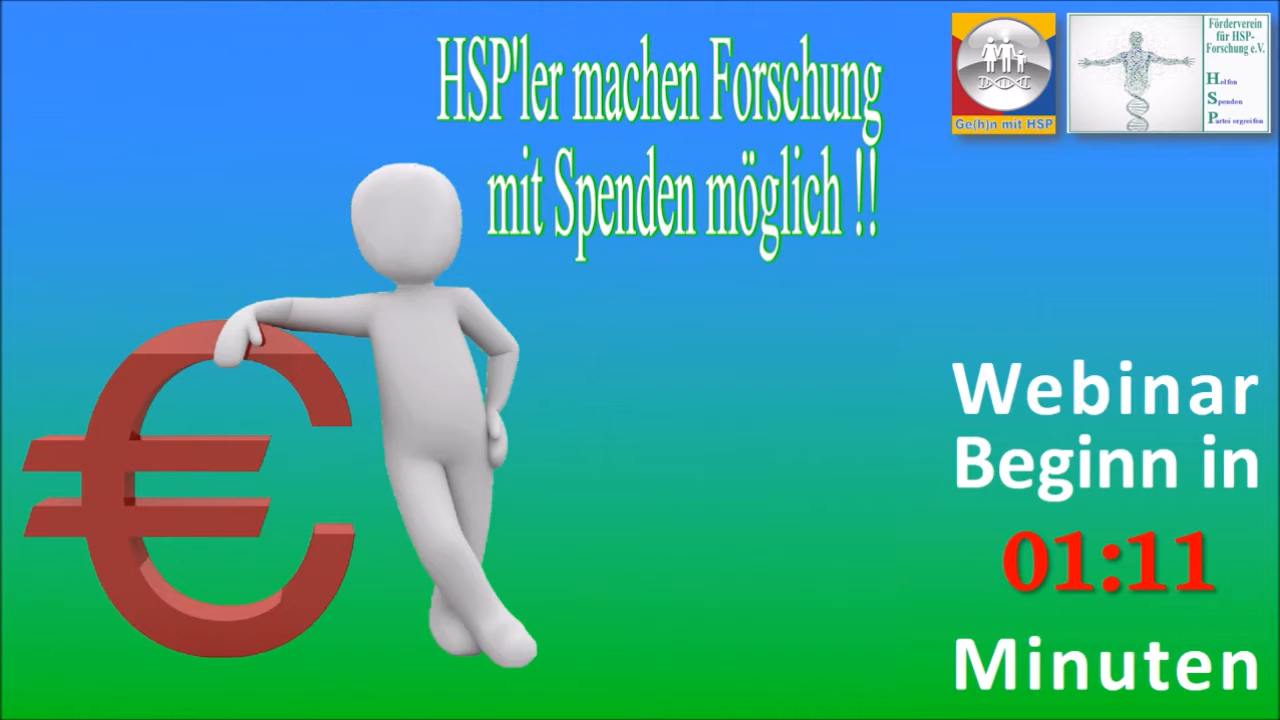 HSP'ler machen Forschung
mit Spenden möglich !!
Ge(h)n mit HSP
Förderverein
für HSP-
Forschung e.V.
Helfen
Spenden
Partei ergreifen
Webinar
Beginn in
01:11
Minuten